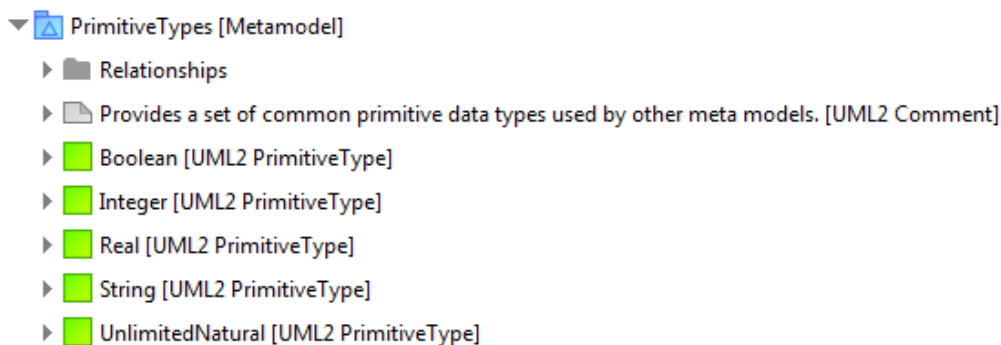 PrimitiveTypes [Metamodel]
Relationships
Provides a set of common primitive data types used by other meta models. [UML2 Comment]
Boolean [UML2 PrimitiveType]
Integer [UML2 PrimitiveType]
Real [UML2 PrimitiveType]
String [UML2 PrimitiveType]
UnlimitedNatural [UML2 PrimitiveType]